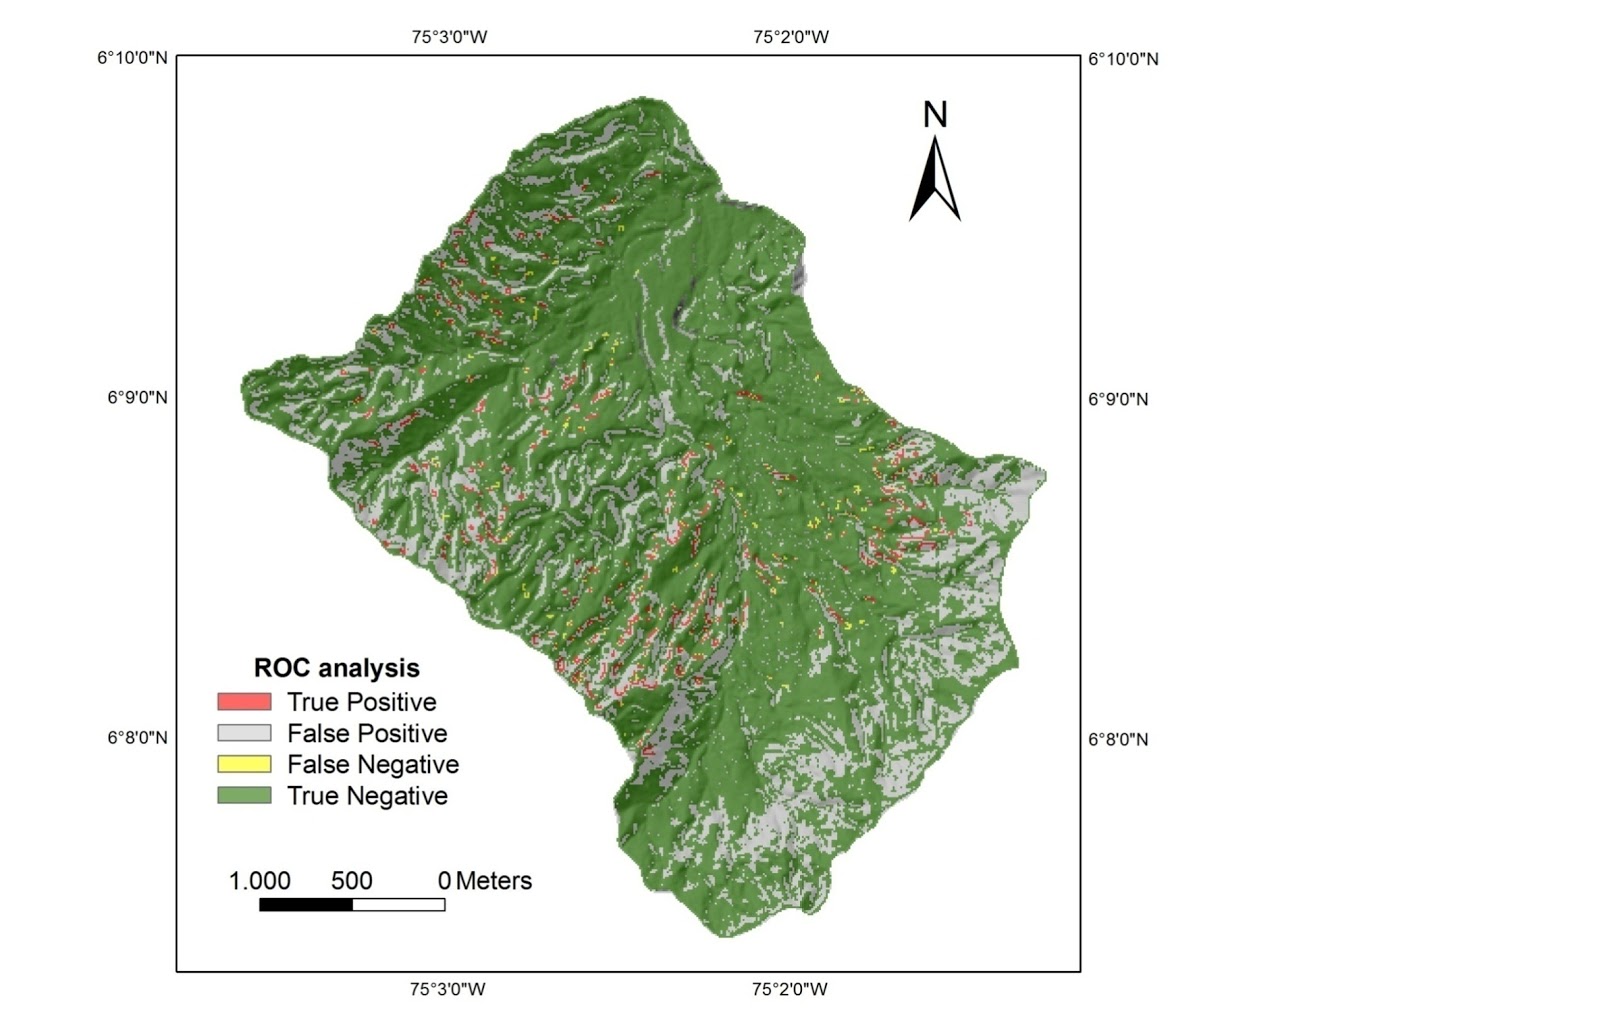 75°3'0"W 75°2'0"W
6°10'0"N 6°10'0"N
N
6°9'0"N 6°9'0"N
ROC analysis
True Positive
False Positive
6°8'0"N 6°8'0"N
False Negative
True Negative
1.000 500 0 Meters
75°3'0"W 75°2'0"W